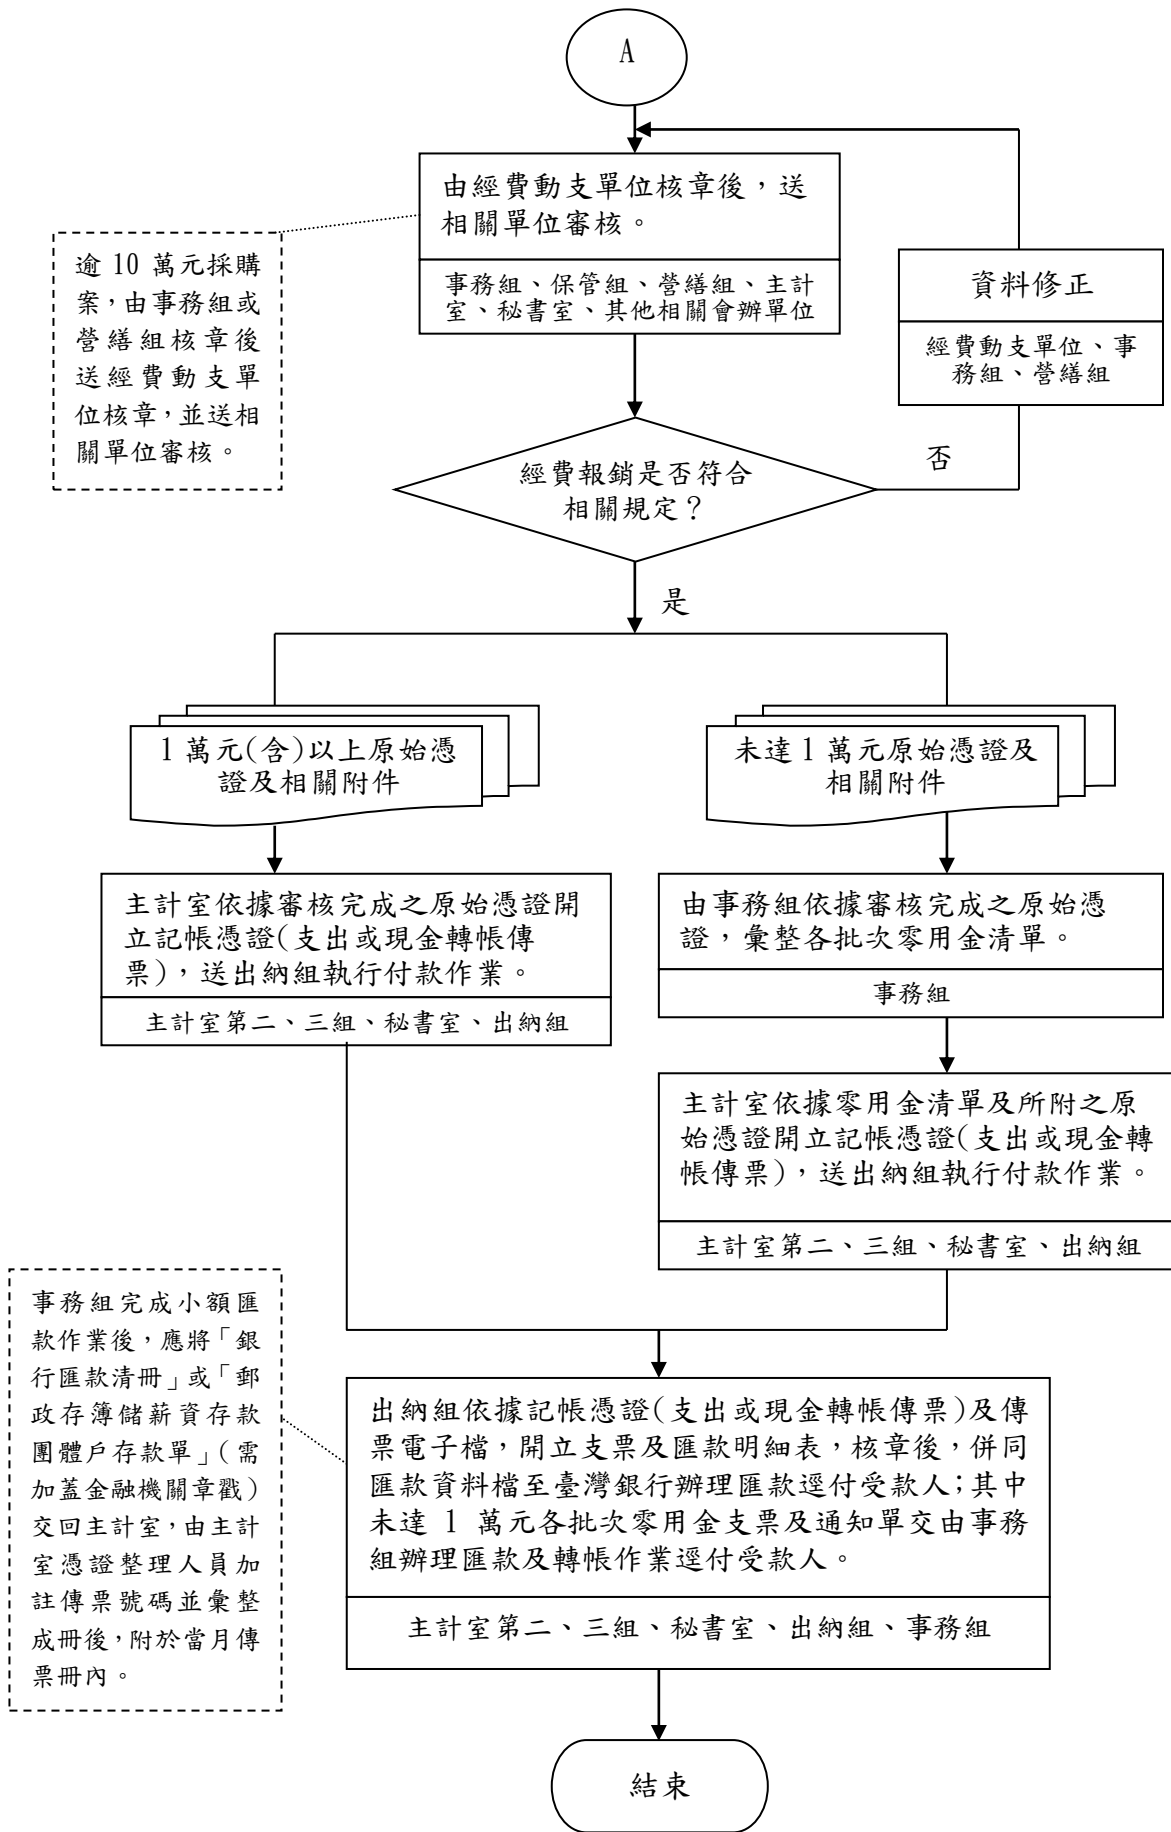 A
由經費動支單位核章後，送
相關單位審核。
事務組、保管組、營繕組、主計
室、秘書室、其他相關會辦單位
逾 10 萬元採購
案，由事務組或
營繕組核章後
送經費動支單
位核章，並送相
關單位審核。
資料修正
經費動支單位、事
務組、營繕組
經費報銷是否符合
相關規定？
否
是
1 萬元(含)以上原始憑
證及相關附件
未達 1 萬元原始憑證及
相關附件
主計室依據審核完成之原始憑證開
立記帳憑證(支出或現金轉帳傳
票)，送出納組執行付款作業。
主計室第二、三組、秘書室、出納組
由事務組依據審核完成之原始憑
證，彙整各批次零用金清單。
事務組
主計室依據零用金清單及所附之原
始憑證開立記帳憑證(支出或現金轉
帳傳票)，送出納組執行付款作業。
主計室第二、三組、秘書室、出納組
事務組完成小額匯
款作業後，應將「銀
行匯款清冊」或「郵
政存簿儲薪資存款
團體戶存款單」(需
加蓋金融機關章戳)
交回主計室，由主計
室憑證整理人員加
註傳票號碼並彙整
成冊後，附於當月傳
票冊內。
出納組依據記帳憑證(支出或現金轉帳傳票)及傳
票電子檔，開立支票及匯款明細表，核章後，併同
匯款資料檔至臺灣銀行辦理匯款逕付受款人；其中
未達 1 萬元各批次零用金支票及通知單交由事務
組辦理匯款及轉帳作業逕付受款人。
主計室第二、三組、秘書室、出納組、事務組
結束